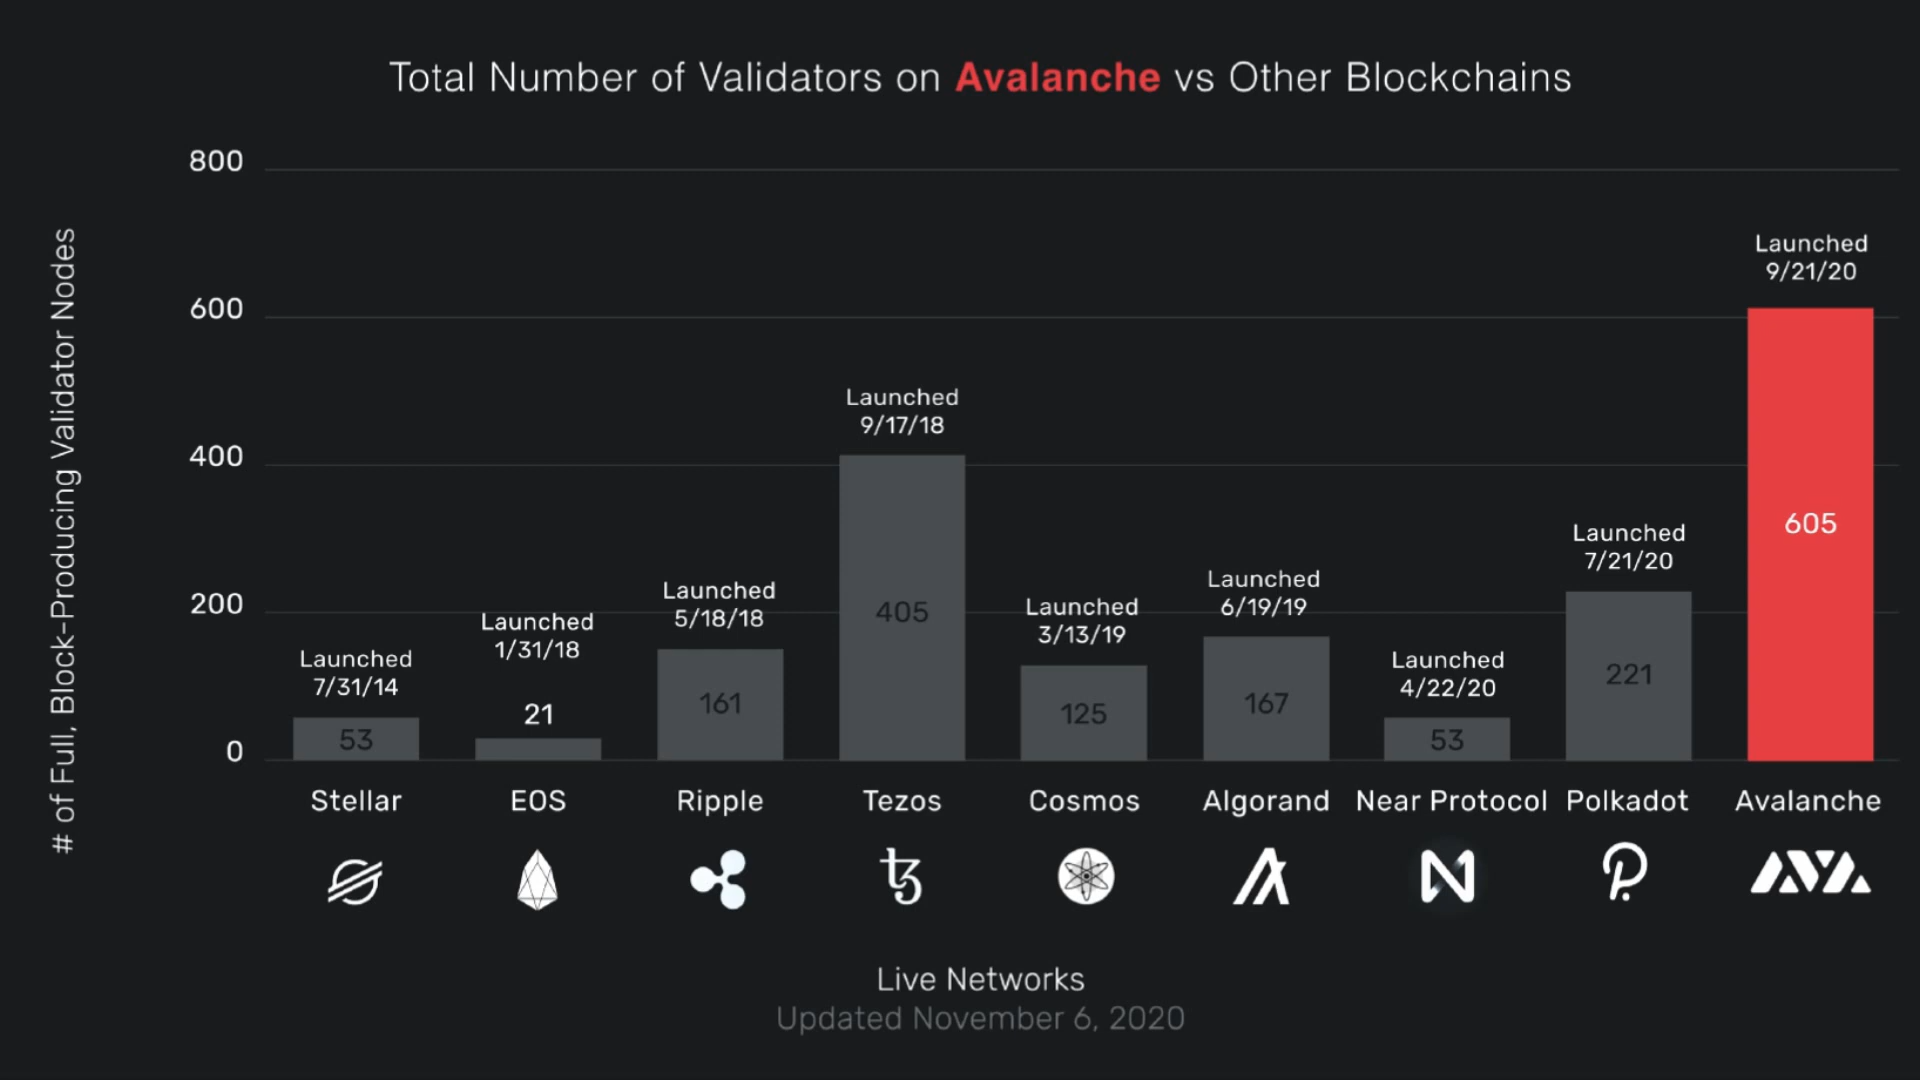 Total Number of Validators on Avalanche vs Other Blockchains
# of Full, Block-Producing Validator Nodes
800
600
400
200
0
Launched
7/31/14
53
Stellar
Launched
1/31/18
21
EOS
Launched
5/18/18
161
Ripple
Launched
9/17/18
405
Tezos
Launched
3/13/19
125
Cosmos
Launched
6/19/19
167
Algorand
Launched
4/22/20
53
Near Protocol
Launched
7/21/20
221
Polkadot
Launched
9/21/20
605
Avalanche
Live Networks
Updated November 6, 2020